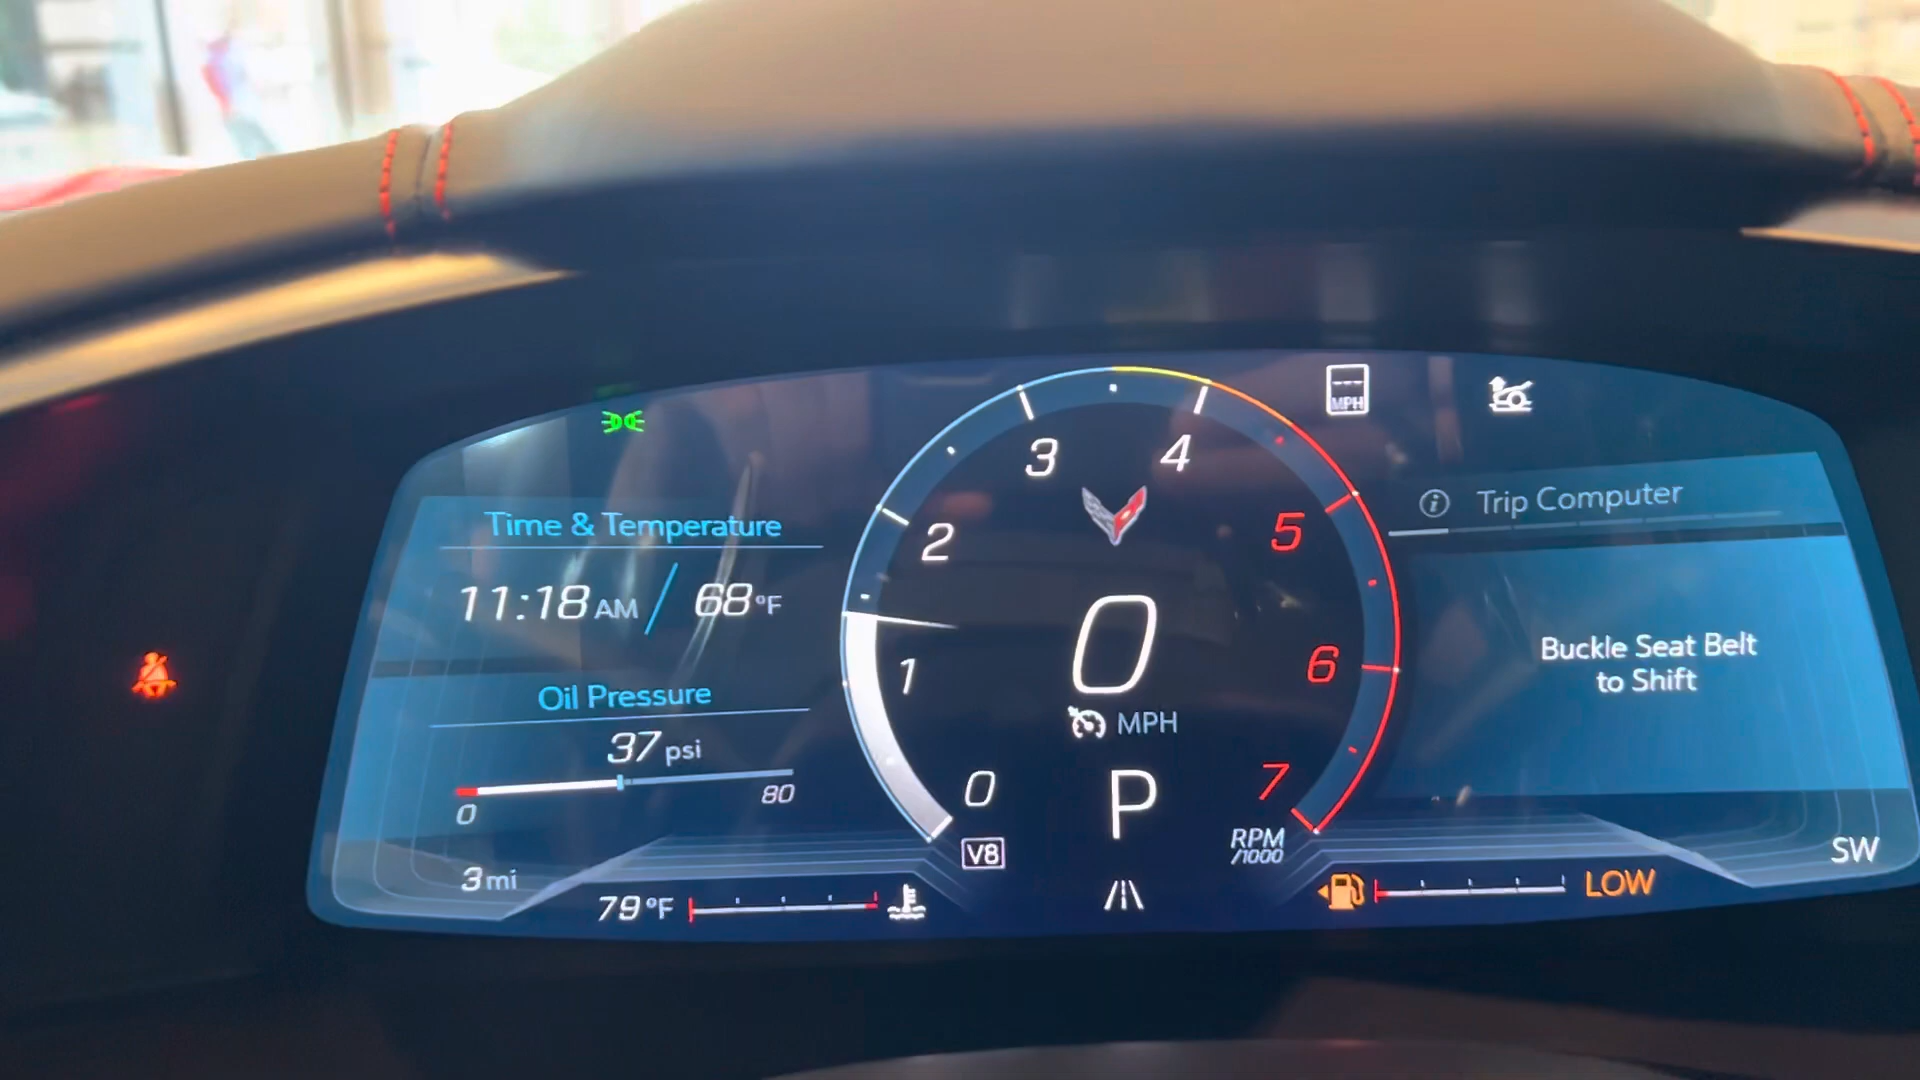 Time & Temperature
11:18 AM / 68°F
Oil Pressure
37 psi
0 80
3 mi
79°F
0
1
2
3
4
5
6
7
V8
RPM
/1000
0
MPH
P
--- MPH
Trip Computer
Buckle Seat Belt
to Shift
SW
LOW